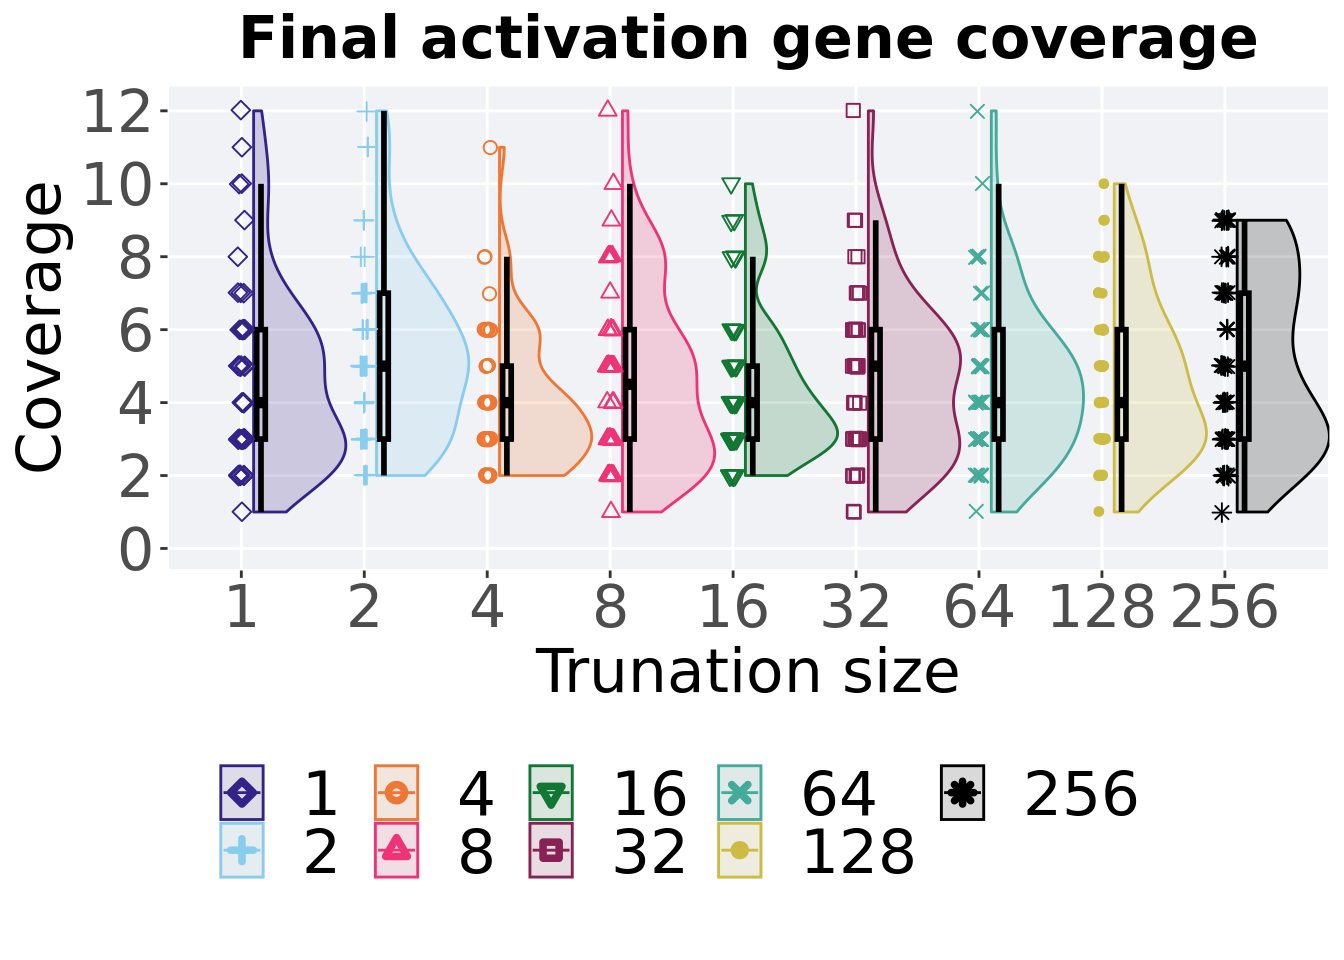 Final activation gene coverage
12
10
8
6
4
2
0
Coverage
1 2 4 8 16 32 64 128 256
Trunation size
1 4 16 64 256
2 8 32 128